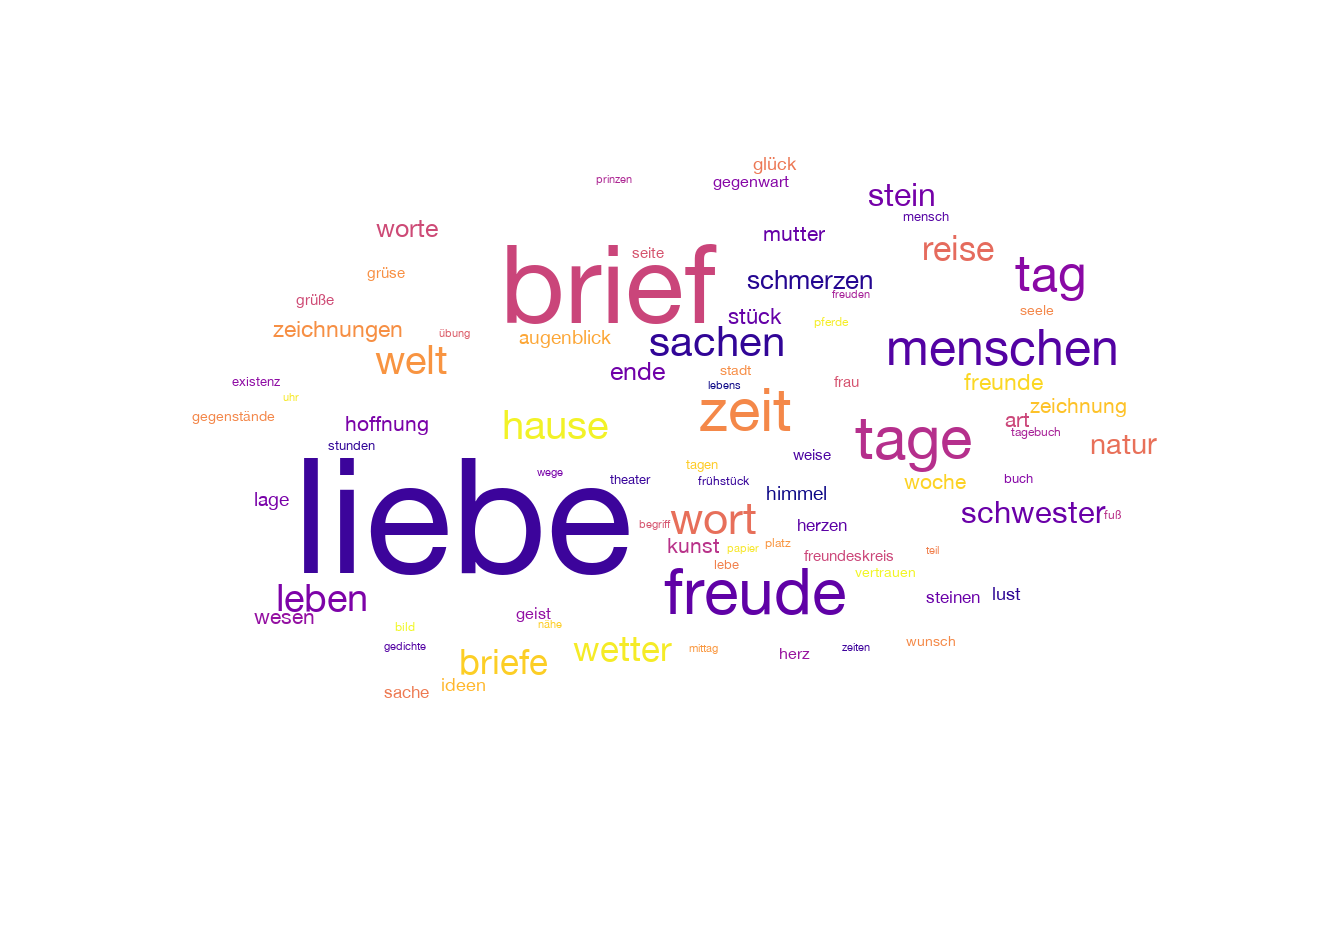 glück
prinzen
gegenwart
stein
mensch
worte
mutter
reise
brief
seite
tag
grüse
schmerzen
freuden
grüße
seele
stück
pferde
zeichnungen
übung
augenblick
sachen
menschen
welt
ende
stadt
existenz
lebens
frau
freunde
uhr
zeichnung
gegenstände
hoffnung
hause
zeit
art
tagebuch
tage
natur
stunden
weise
tagen
wege
theater
frühstück
buch
woche
lage
himmel
liebe
wort
begriff
herzen
schwester
fuß
kunst
papier
platz
freundeskreis
teil
lebe
vertrauen
leben
freude
steinen
lust
wesen
geist
nähe
bild
gedichte
wetter
mittag
herz
zeiten
wunsch
briefe
ideen
sache